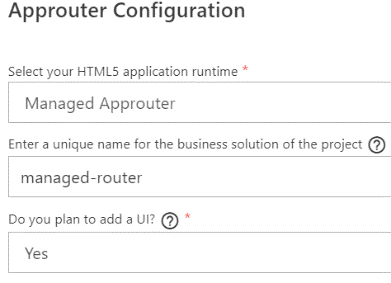 Approuter Configuration
Select your HTML5 application runtime *
Managed Approuter
Enter a unique name for the business solution of the project ?
managed-router
Do you plan to add a UI? ? *
Yes